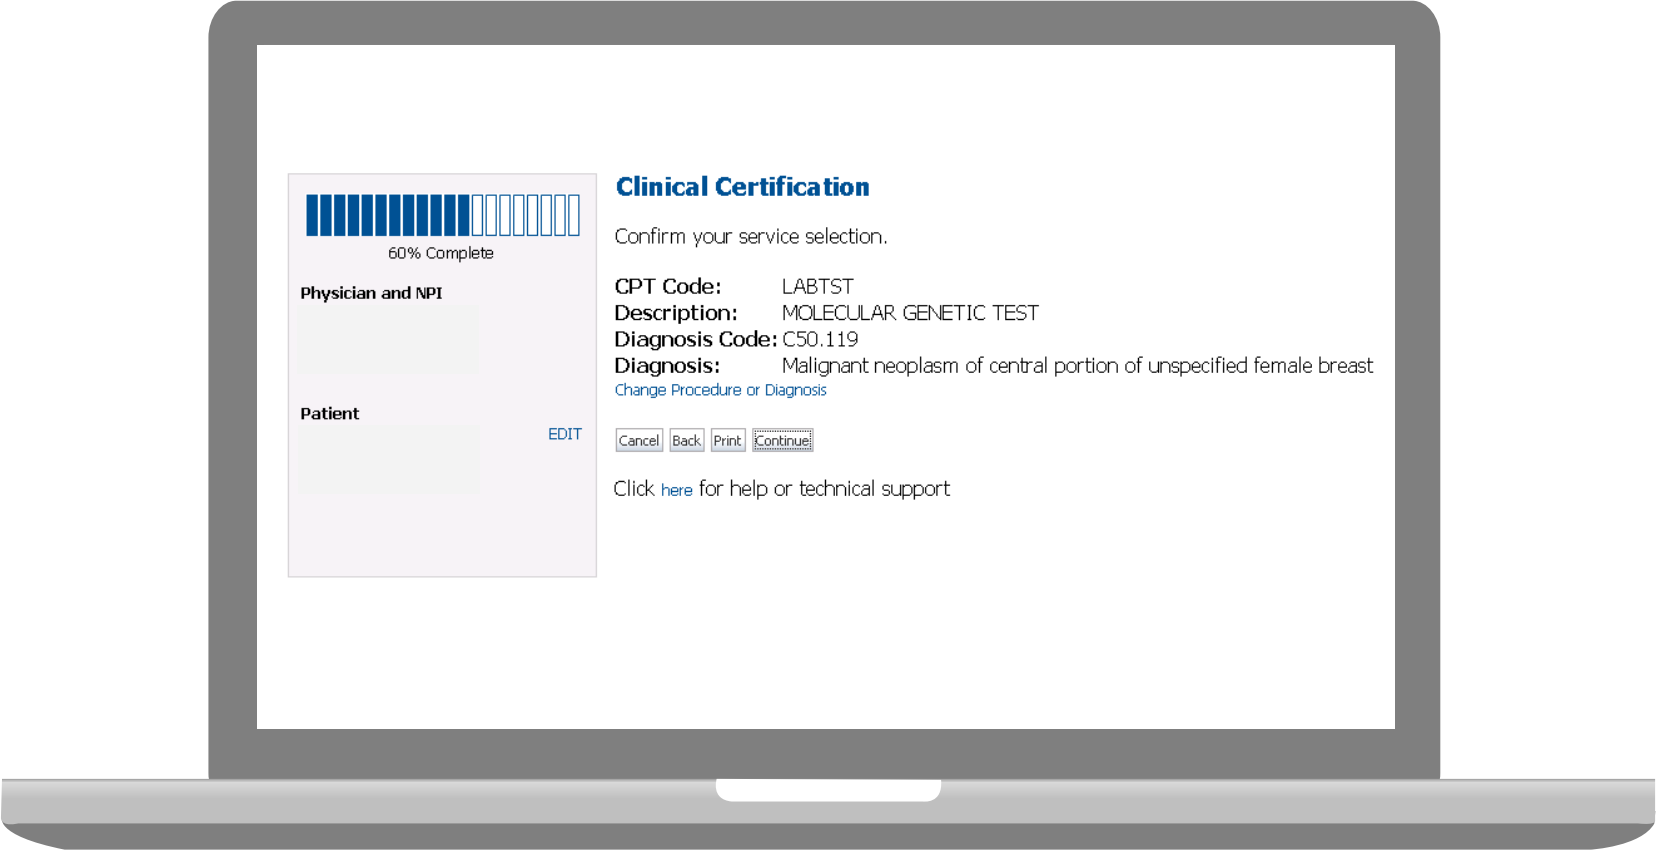 60% Complete
Physician and NPI
Patient
EDIT
Clinical Certification
Confirm your service selection.
CPT Code: LABTST
Description: MOLECULAR GENETIC TEST
Diagnosis Code: C50.119
Diagnosis: Malignant neoplasm of central portion of unspecified female breast
Change Procedure or Diagnosis
Cancel Back Print Continue
Click here for help or technical support